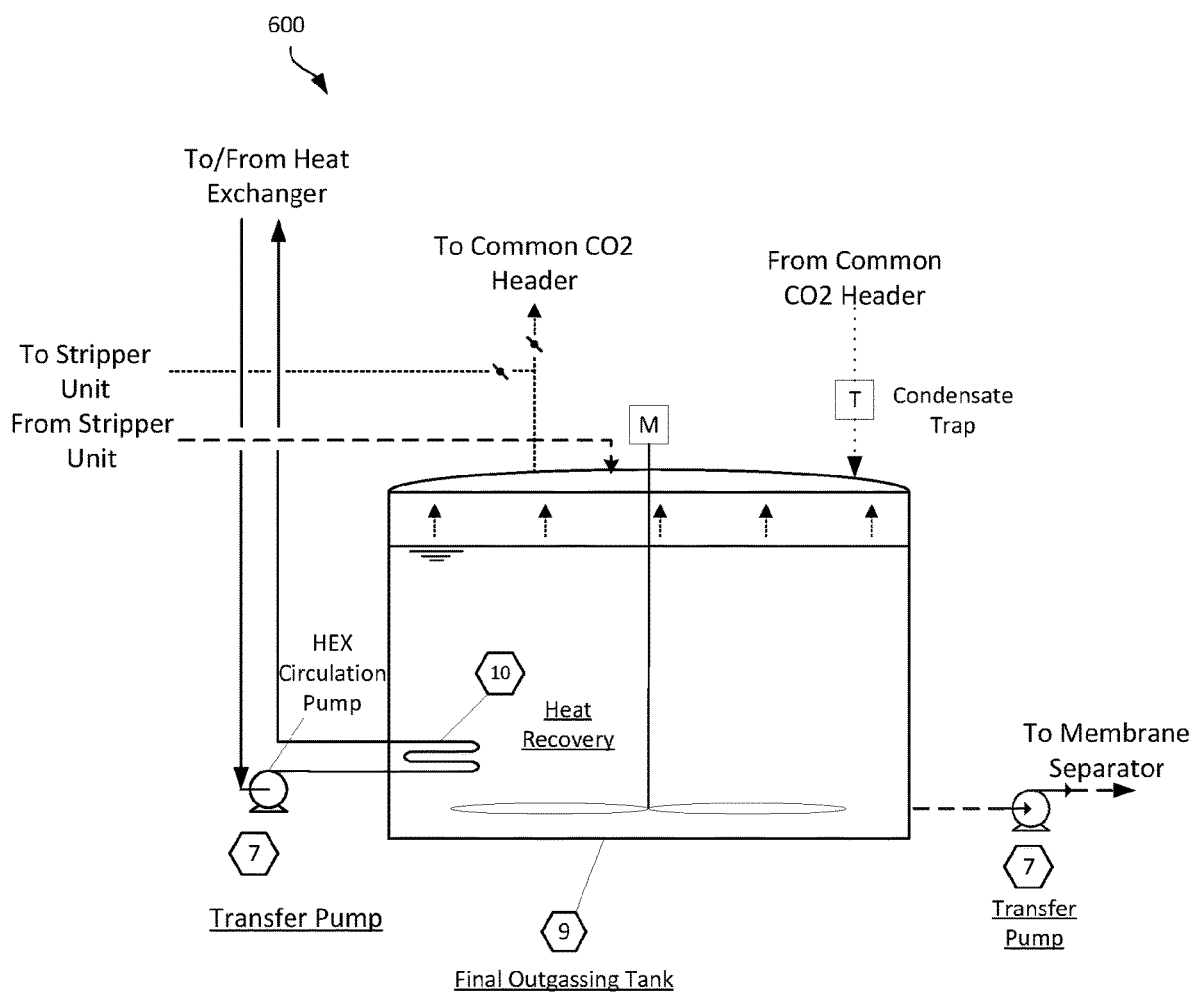 600
To/From Heat
Exchanger
To Common CO2
Header
From Common
CO2 Header
To Stripper
Unit
From Stripper
Unit
T
Condensate
Trap
M
HEX
Circulation
Pump
10
Heat
Recovery
To Membrane
Separator
7
Transfer Pump
7
Transfer
Pump
9
Final Outgassing Tank